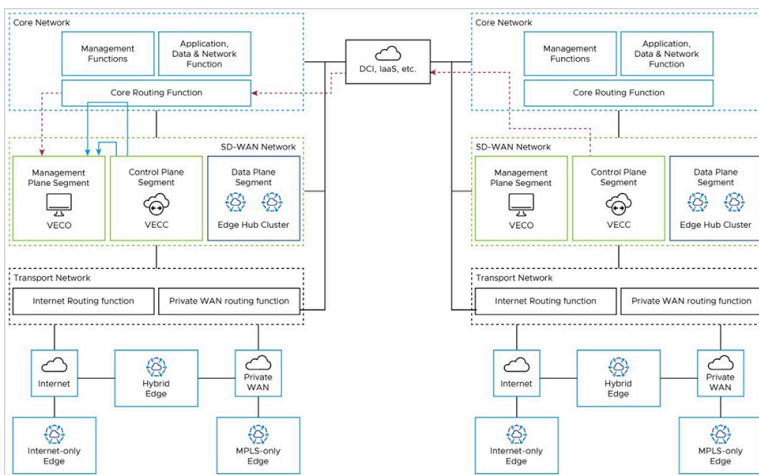 Core Network
Management
Functions
Application,
Data & Network
Function
Core Routing Function
SD-WAN Network
Management
Plane Segment
VECO
Control Plane
Segment
VECC
Data Plane
Segment
Edge Hub Cluster
Transport Network
Internet Routing function
Private WAN routing function
Internet
Hybrid
Edge
Private
WAN
Internet-only
Edge
MPLS-only
Edge
DCI, IaaS, etc.
Core Network
Management
Functions
Application,
Data & Network
Function
Core Routing Function
SD-WAN Network
Management
Plane Segment
VECO
Control Plane
Segment
VECC
Data Plane
Segment
Edge Hub Cluster
Transport Network
Internet Routing function
Private WAN routing function
Internet
Hybrid
Edge
Private
WAN
Internet-only
Edge
MPLS-only
Edge